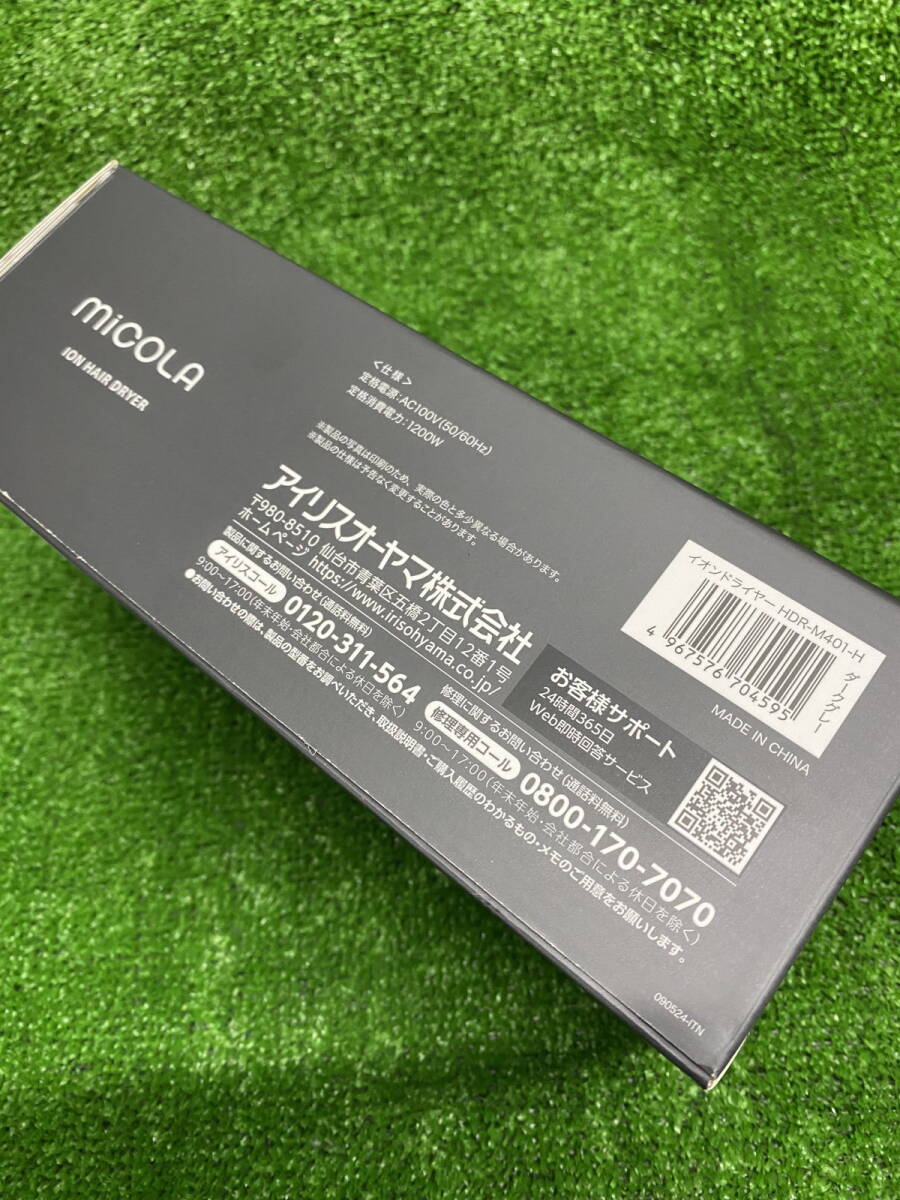 miCOLA
ION HAIR DRYER
＜仕様＞
定格電源：AC100V(50/60Hz)
定格消費電力：1200W
※製品の写真は印刷のため、実際の色と多少異なる場合があります。
※製品の仕様は予告なく変更することがあります。
アイリスオーヤマ株式会社
〒980-8510 仙台市青葉区五橋2丁目12番1号
ホームページ https://www.irisohyama.co.jp/
製品に関するお問い合わせ(通話料無料)
アイリスコール 0120-311-564
9:00～17:00(年末年始・会社都合による休日を除く)
修理に関するお問い合わせ(通話料無料)
修理専用コール 0800-170-7070
9:00～17:00(年末年始・会社都合による休日を除く)
●お問い合わせの際は、製品の型番をお調べいただき、取扱説明書・ご購入履歴のわかるもの・メモのご用意をお願いします。
お客様サポート
24時間365日
Web即時回答サービス
イオンドライヤー HDR-M401-H
ダークグレー
4 967576 704595
MADE IN CHINA
090524-ITN